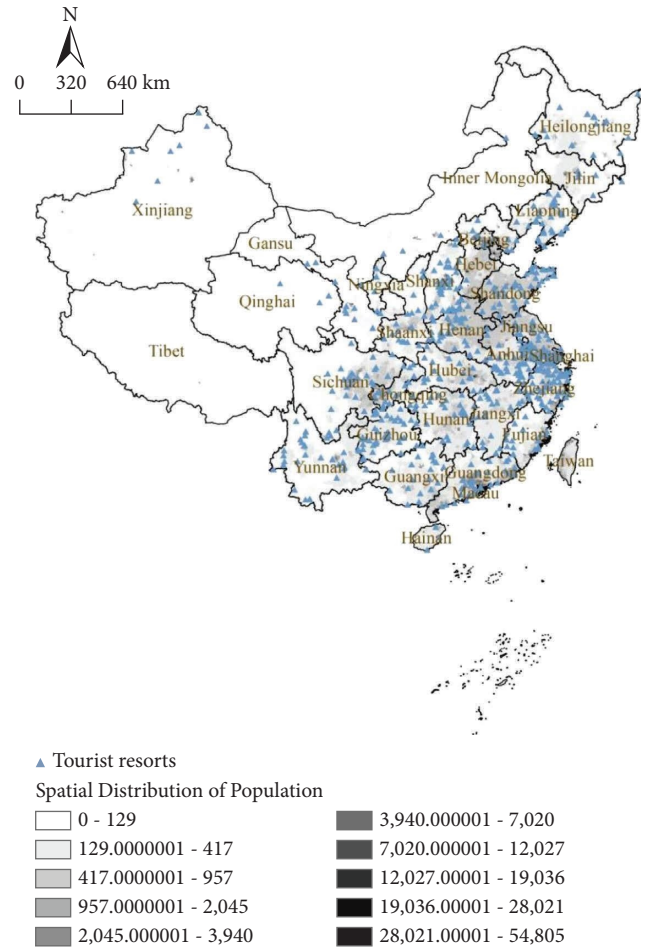 N
0 320 640 km
Heilongjiang
Inner Mongolia
Jilin
Xinjiang
Liaoning
Gansu
Beijing
Hebei
Ningxia
Shanxi
Qinghai
Shandong
Shaanxi
Henan
Jiangsu
Tibet
Anhui
Shanghai
Hubei
Sichuan
Chongqing
Zhejiang
Hunan
Jiangxi
Guizhou
Fujian
Yunnan
Taiwan
Guangxi
Guangdong
Macau
Hainan
Tourist resorts
Spatial Distribution of Population
0 - 129
129.0000001 - 417
417.0000001 - 957
957.0000001 - 2,045
2,045.000001 - 3,940
3,940.000001 - 7,020
7,020.000001 - 12,027
12,027.00001 - 19,036
19,036.00001 - 28,021
28,021.00001 - 54,805